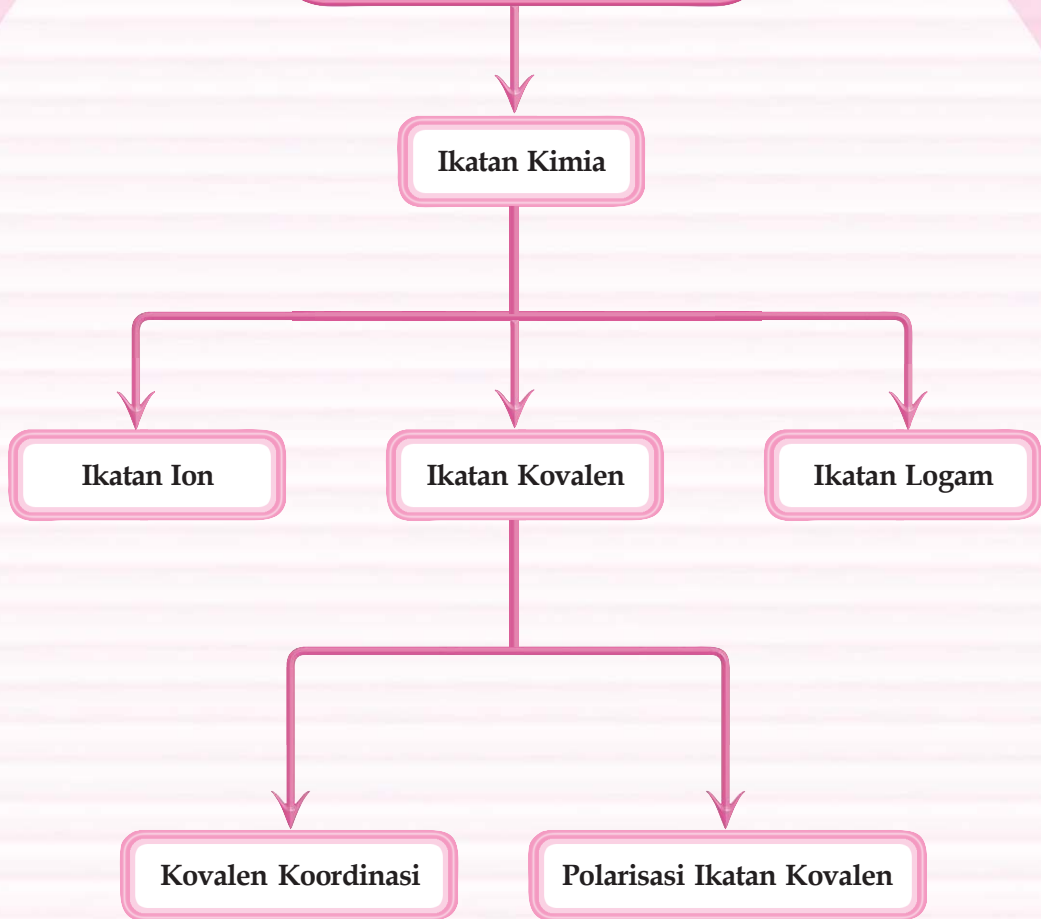 Ikatan Kimia
Ikatan Ion
Ikatan Kovalen
Ikatan Logam
Kovalen Koordinasi
Polarisasi Ikatan Kovalen